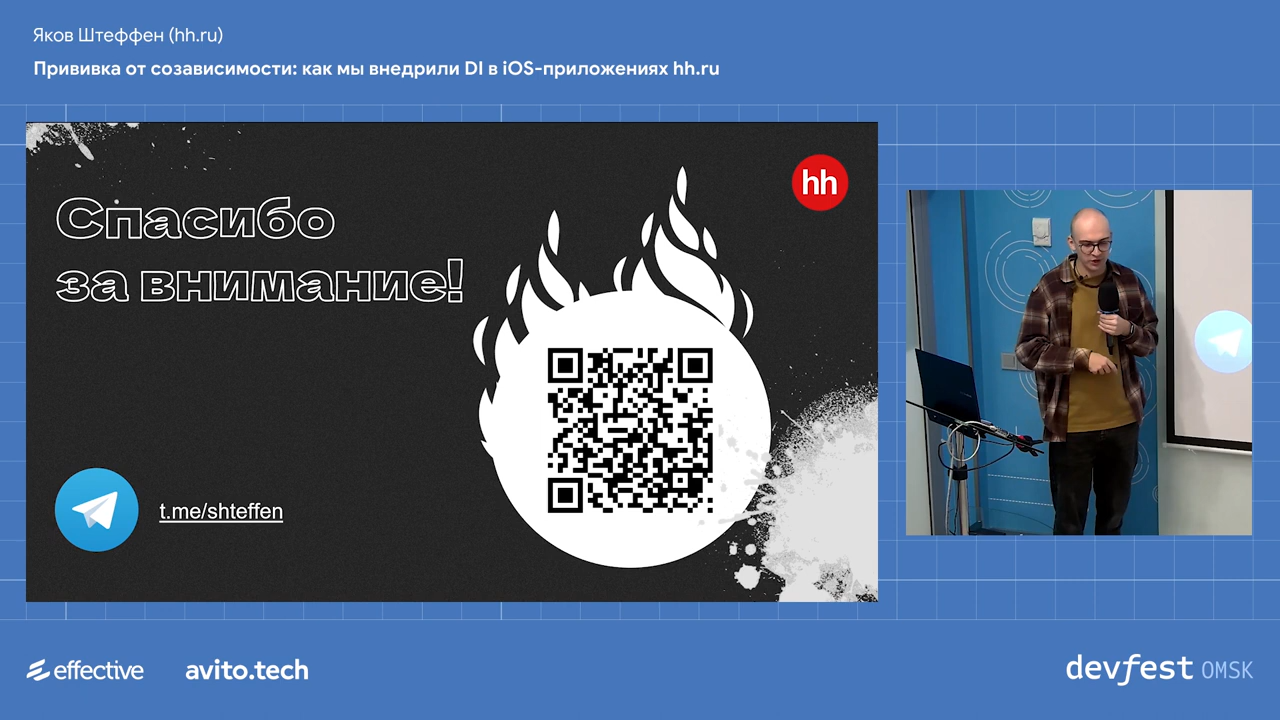 Яков Штеффен (hh.ru)
Прививка от созависимости: как мы внедрили DI в iOS-приложениях hh.ru
hh
Спасибо
за внимание!
t.me/shteffen
effective
avito.tech
devfest OMSK